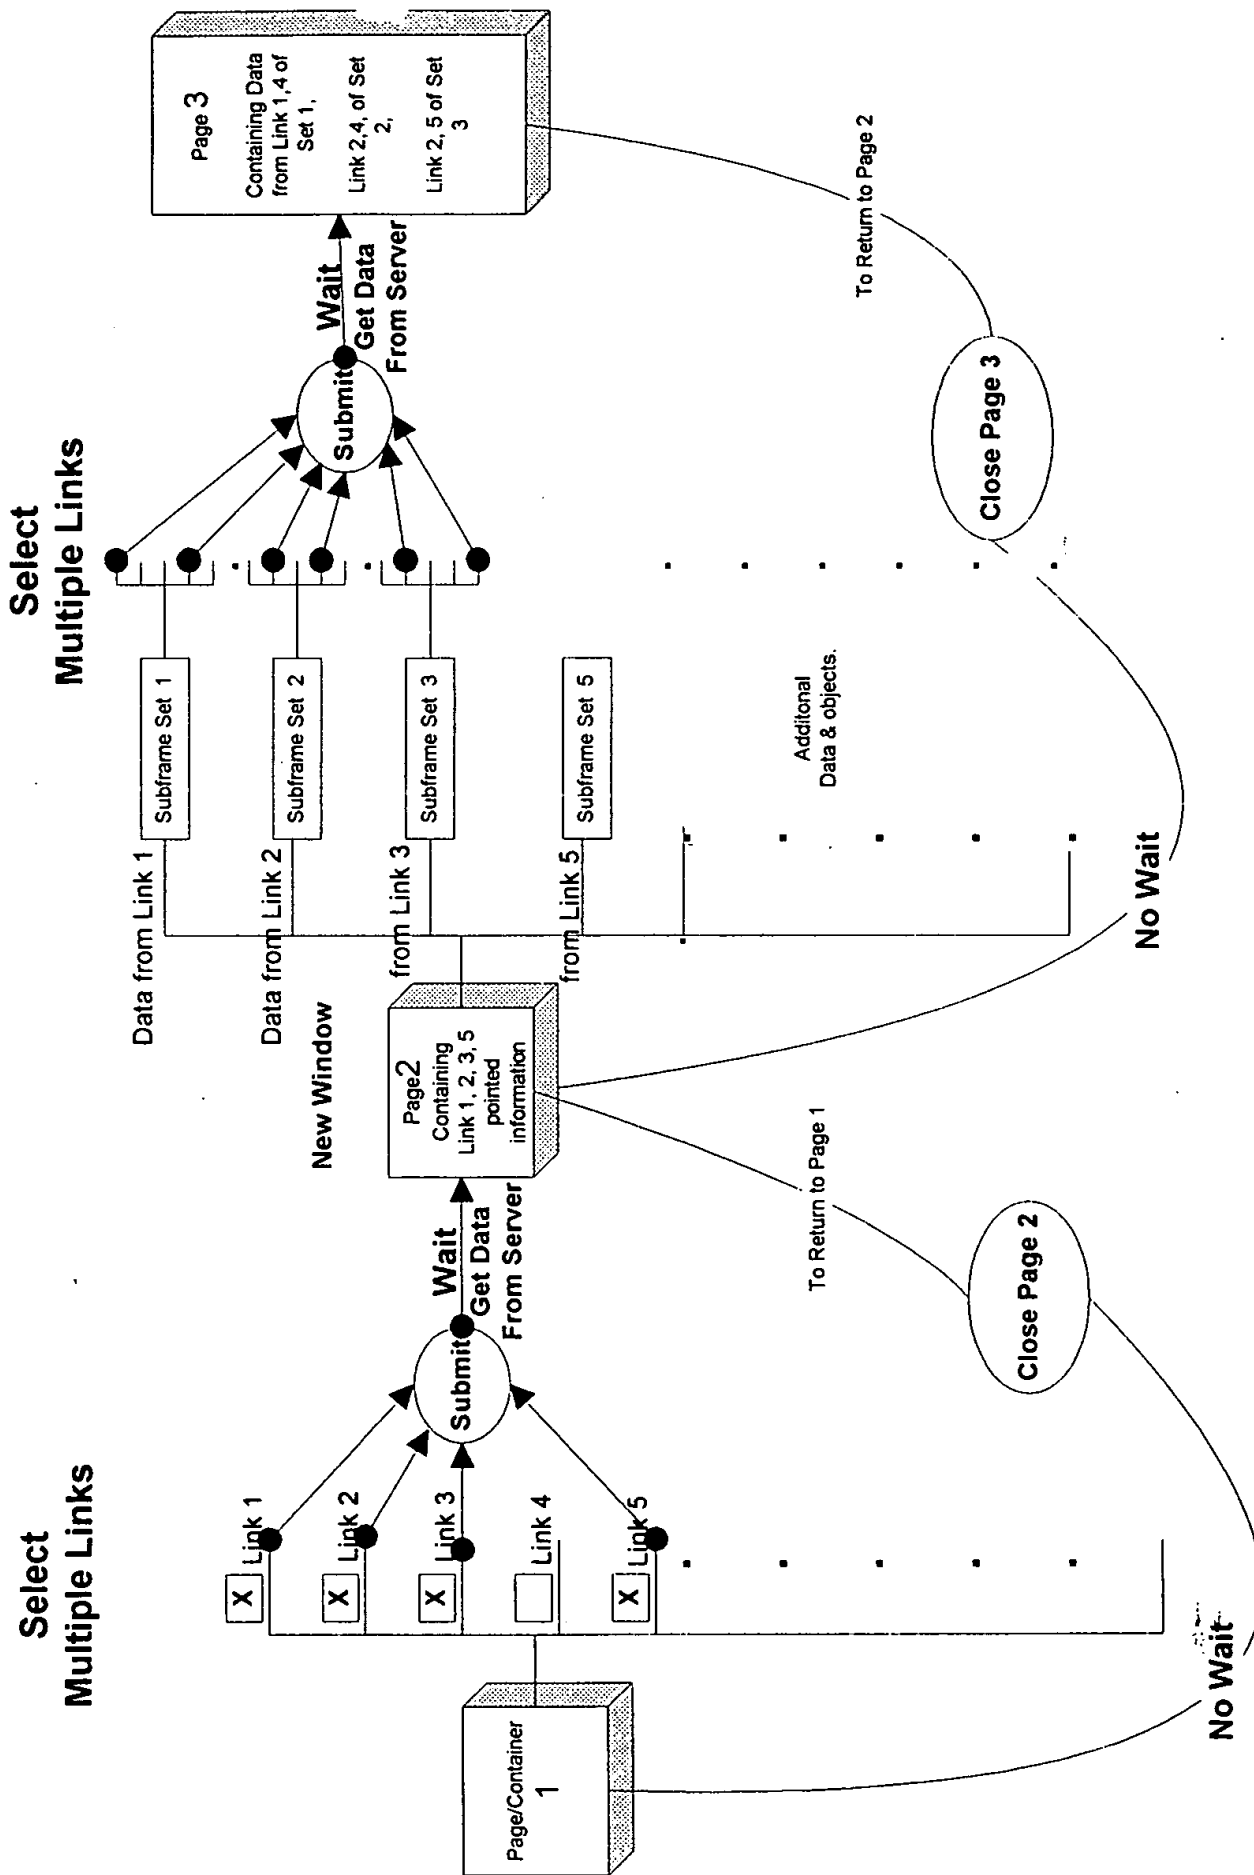 Select
Multiple Links
Page/Container
1
X
Link 1
X
Link 2
X
Link 3
Link 4
X
Link 5
Submit
Wait
Get Data
From Server
New Window
Page2
Containing
Link 1, 2, 3, 5
pointed
information
To Return to Page 1
Close Page 2
No Wait
Select
Multiple Links
Data from Link 1
Subframe Set 1
Data from Link 2
Subframe Set 2
from Link 3
Subframe Set 3
from Link 5
Subframe Set 5
Additonal
Data & objects.
Submit
Wait
Get Data
From Server
Page 3
Containing Data
from Link 1,4 of
Set 1,
Link 2,4, of Set
2,
Link 2, 5 of Set
3
To Return to Page 2
Close Page 3
No Wait